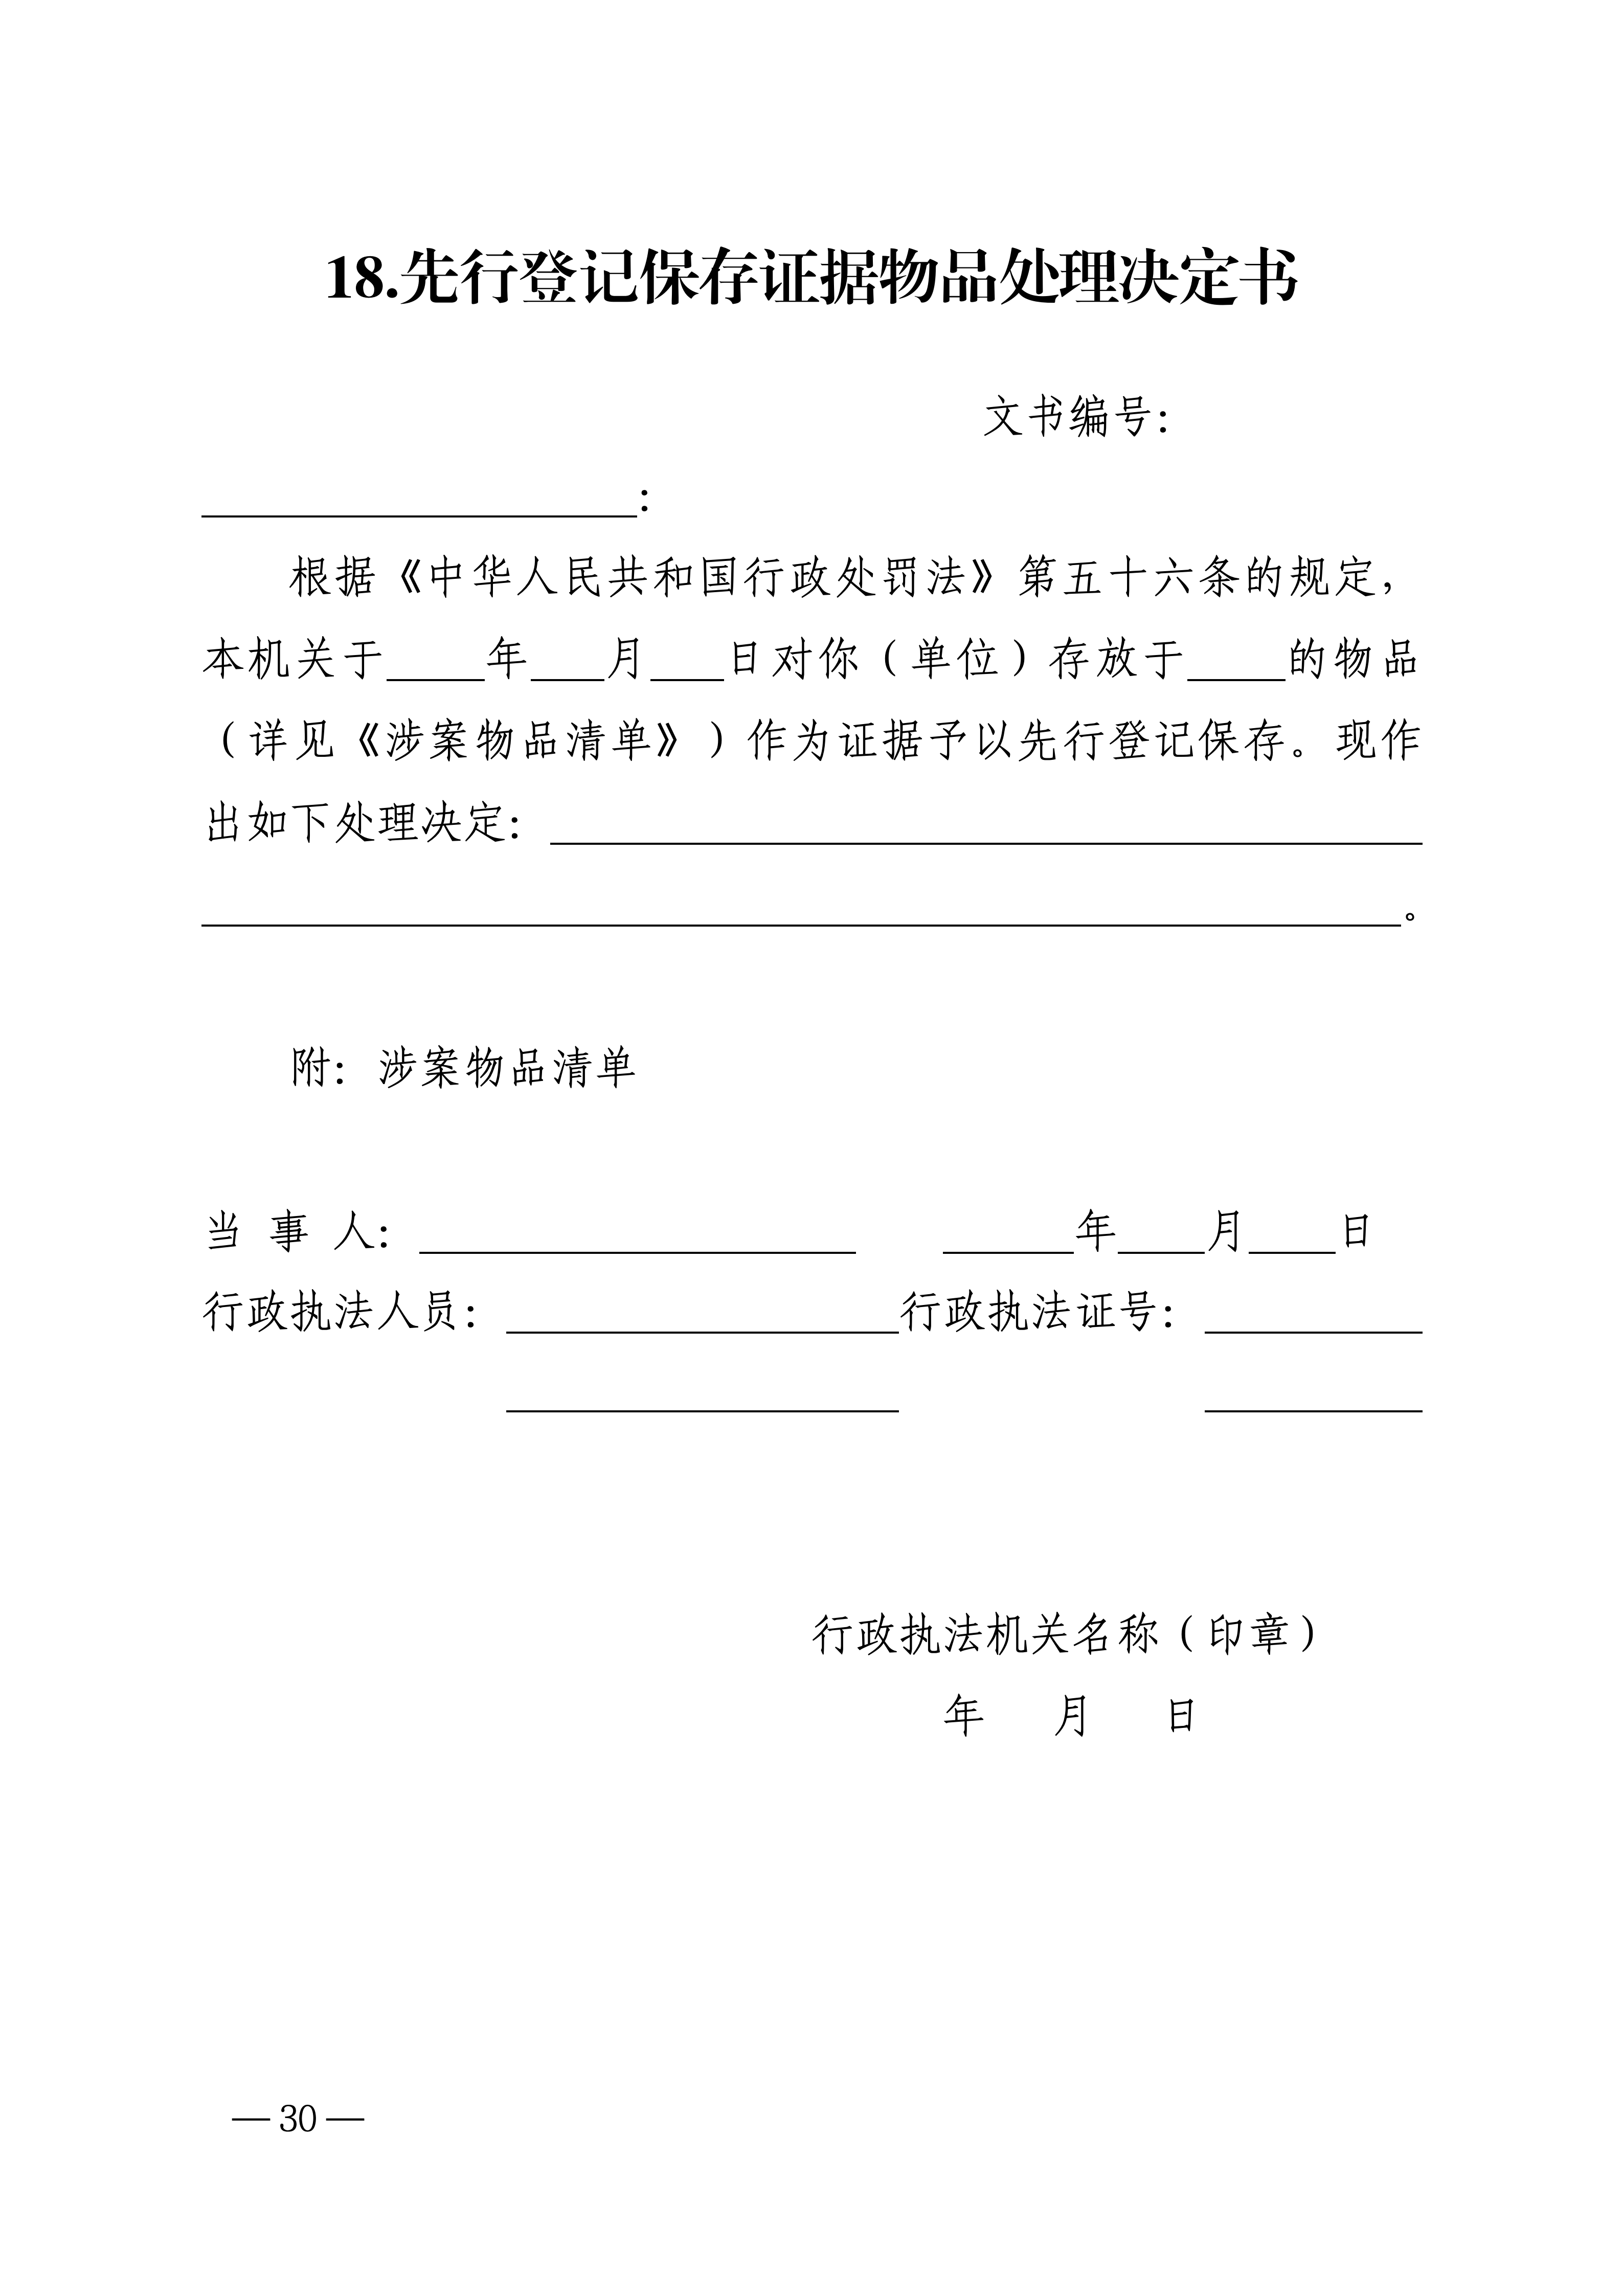 18.先行登记保存证据物品处理决定书
文书编号：
____________________：
根据《中华人民共和国行政处罚法》第五十六条的规定，
本机关于____年___月___日对你（单位）存放于____的物品
（详见《涉案物品清单》）作为证据予以先行登记保存。现作
出如下处理决定：________________________________________
____________________________________________________。
附：涉案物品清单
当 事 人：____________________ ______年____月____日
行政执法人员：__________________行政执法证号：__________
__________________ __________
行政执法机关名称（印章）
年 月 日
— 30 —